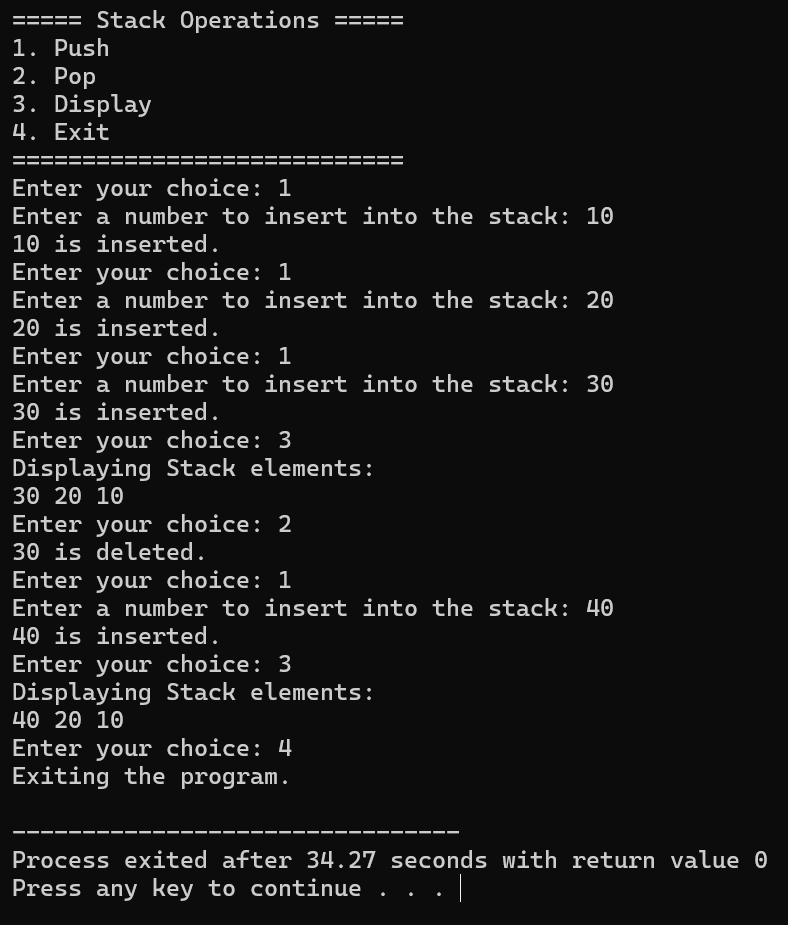 ===== Stack Operations =====
1. Push
2. Pop
3. Display
4. Exit
============================
Enter your choice: 1
Enter a number to insert into the stack: 10
10 is inserted.
Enter your choice: 1
Enter a number to insert into the stack: 20
20 is inserted.
Enter your choice: 1
Enter a number to insert into the stack: 30
30 is inserted.
Enter your choice: 3
Displaying Stack elements:
30 20 10
Enter your choice: 2
30 is deleted.
Enter your choice: 1
Enter a number to insert into the stack: 40
40 is inserted.
Enter your choice: 3
Displaying Stack elements:
40 20 10
Enter your choice: 4
Exiting the program.

--------------------------------
Process exited after 34.27 seconds with return value 0
Press any key to continue . . .